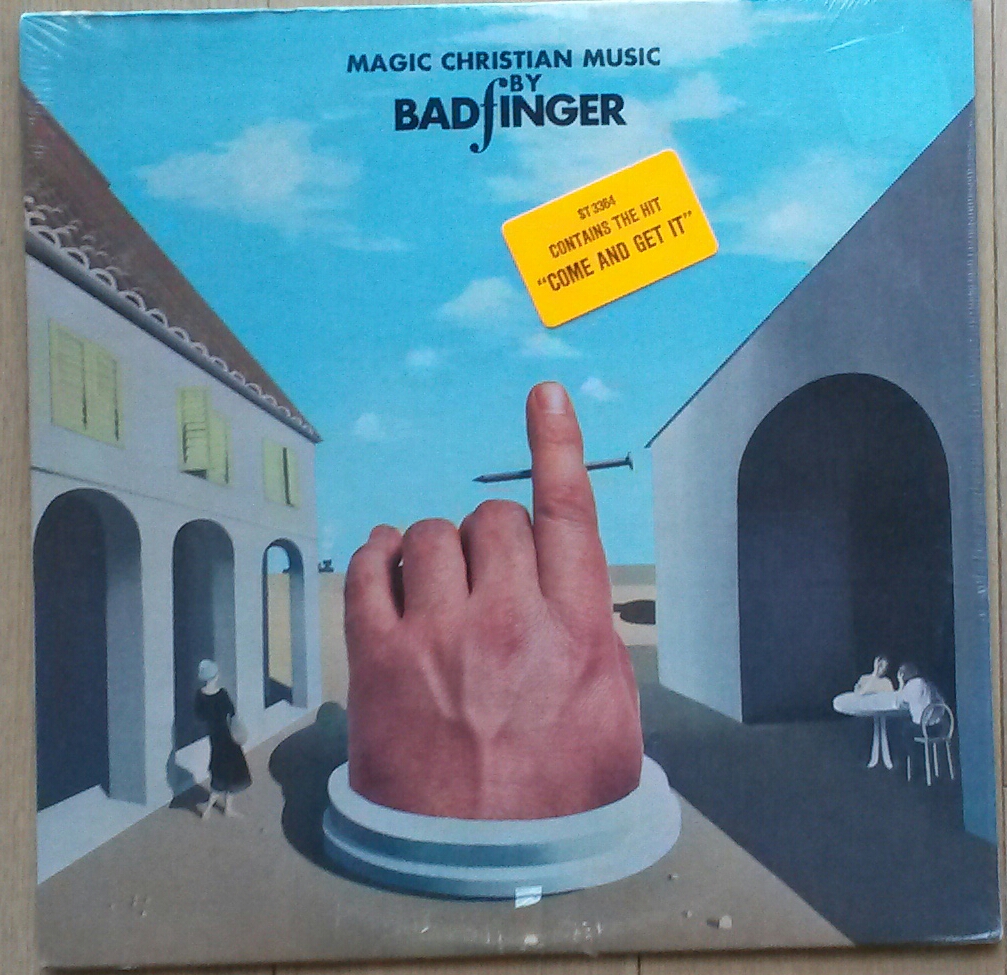 MAGIC CHRISTIAN MUSIC
BY
BADfINGER
ST 3364
CONTAINS THE HIT
"COME AND GET IT"